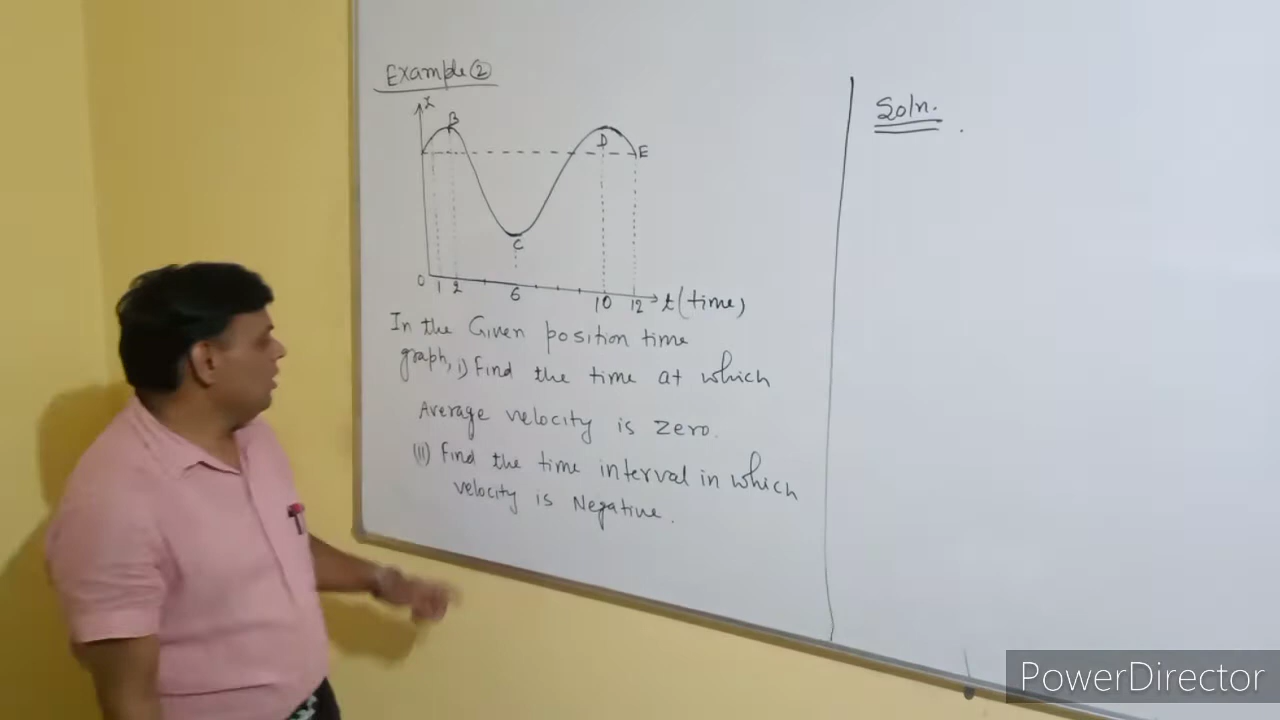 Example ②
x
B
D
E
C
0 1 2 6 10 12 t (time)
In the Given position time
graph, i) Find the time at which
Average velocity is zero.
(ii) Find the time interval in which
velocity is Negative.
Soln.
PowerDirector